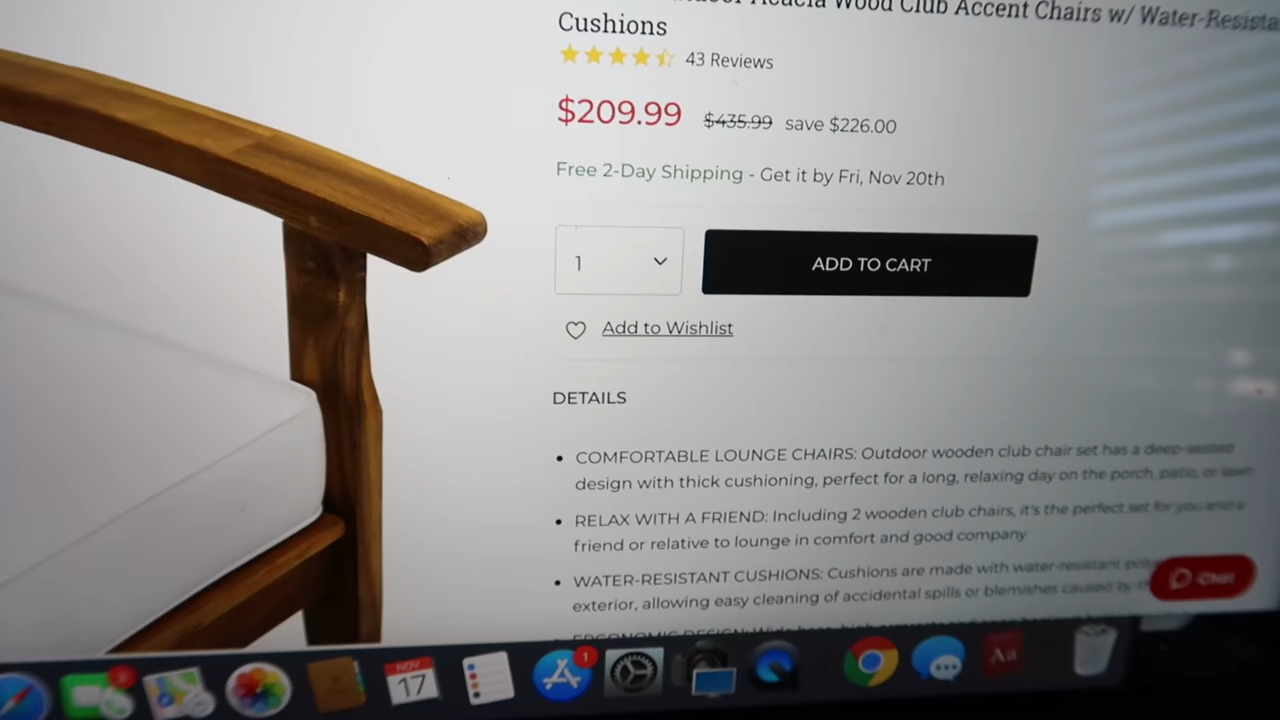 Acacia Wood Club Accent Chairs w/ Water-Resista
Cushions
43 Reviews
$209.99 $435.99 save $226.00
Free 2-Day Shipping - Get it by Fri, Nov 20th
1
ADD TO CART
Add to Wishlist
DETAILS
• COMFORTABLE LOUNGE CHAIRS: Outdoor wooden club chair set has a deep-seated
design with thick cushioning, perfect for a long, relaxing day on the porch, patio, or lawn
• RELAX WITH A FRIEND: Including 2 wooden club chairs, it's the perfect set for you and a
friend or relative to lounge in comfort and good company
• WATER-RESISTANT CUSHIONS: Cushions are made with water-resistant
exterior, allowing easy cleaning of accidental spills or blemishes caused by
Chat
ERGONOMIC DESIGN: Wide
NOV
17
1
Aa